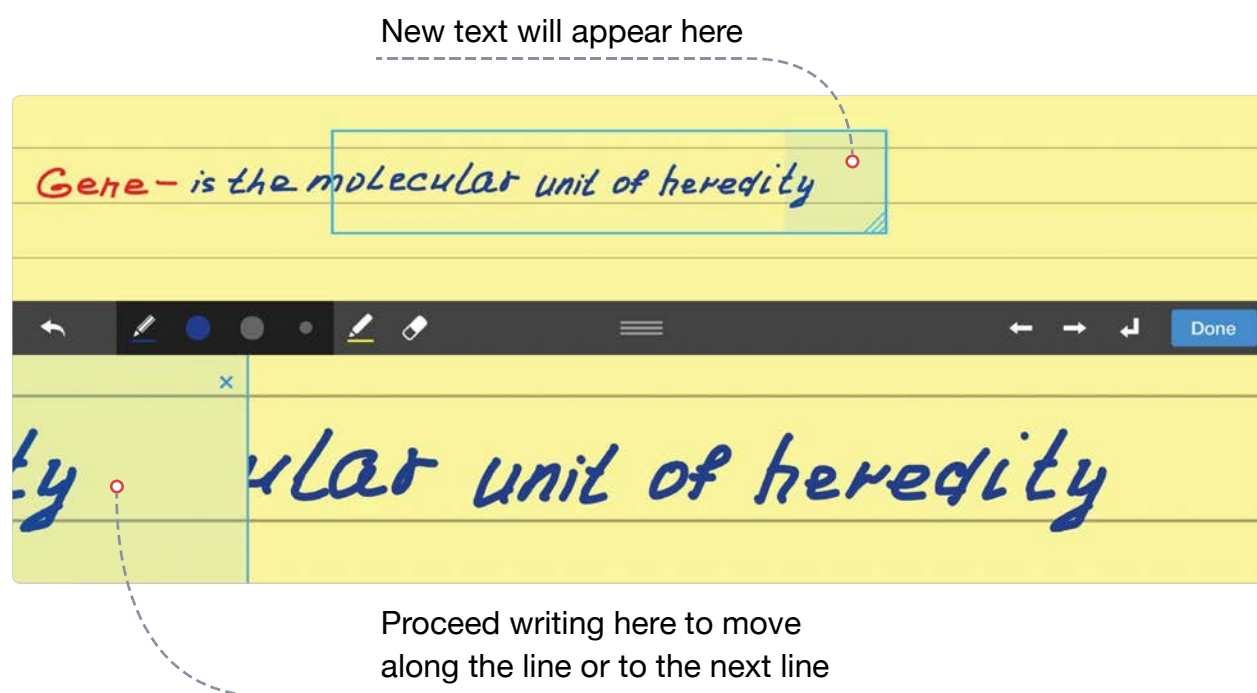 New text will appear here
Gene- is the molecular unit of heredity
Done
×
ty
ular unit of heredity
Proceed writing here to move
along the line or to the next line